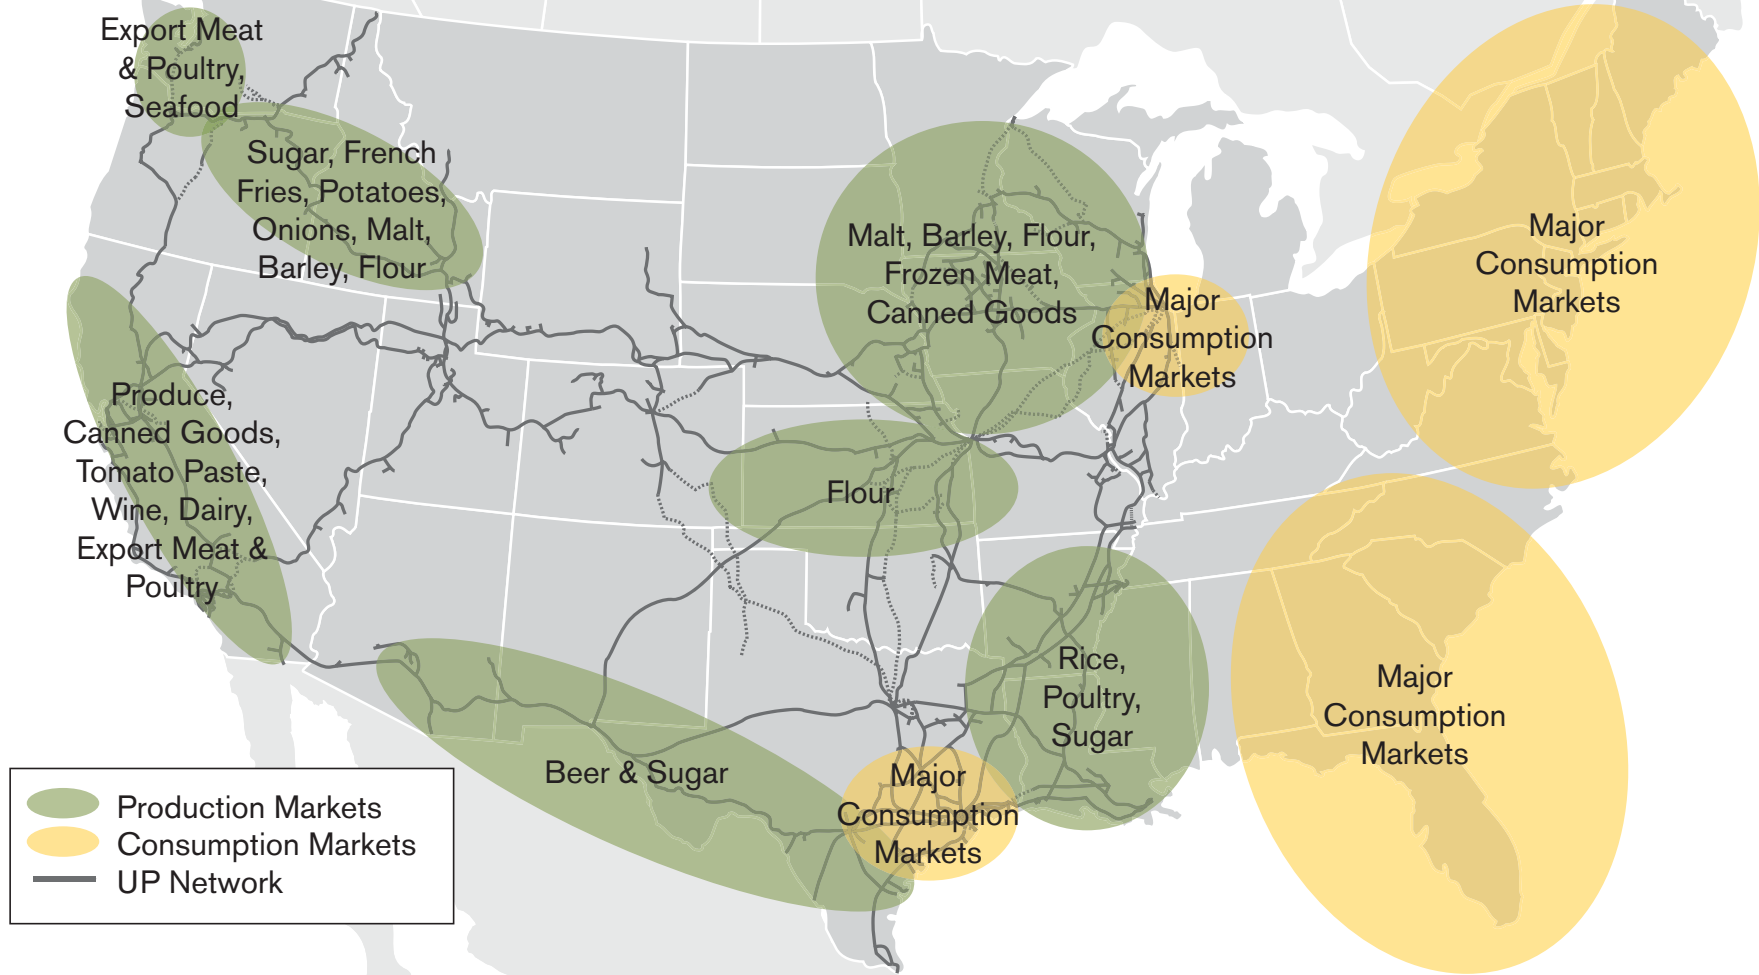 Export Meat
& Poultry,
Seafood
Sugar, French
Fries, Potatoes,
Onions, Malt,
Barley, Flour
Malt, Barley, Flour,
Frozen Meat,
Canned Goods
Major
Consumption
Markets
Major
Consumption
Markets
Produce,
Canned Goods,
Tomato Paste,
Wine, Dairy,
Export Meat &
Poultry
Flour
Rice,
Poultry,
Sugar
Major
Consumption
Markets
Beer & Sugar
Major
Consumption
Markets
Production Markets
Consumption Markets
UP Network